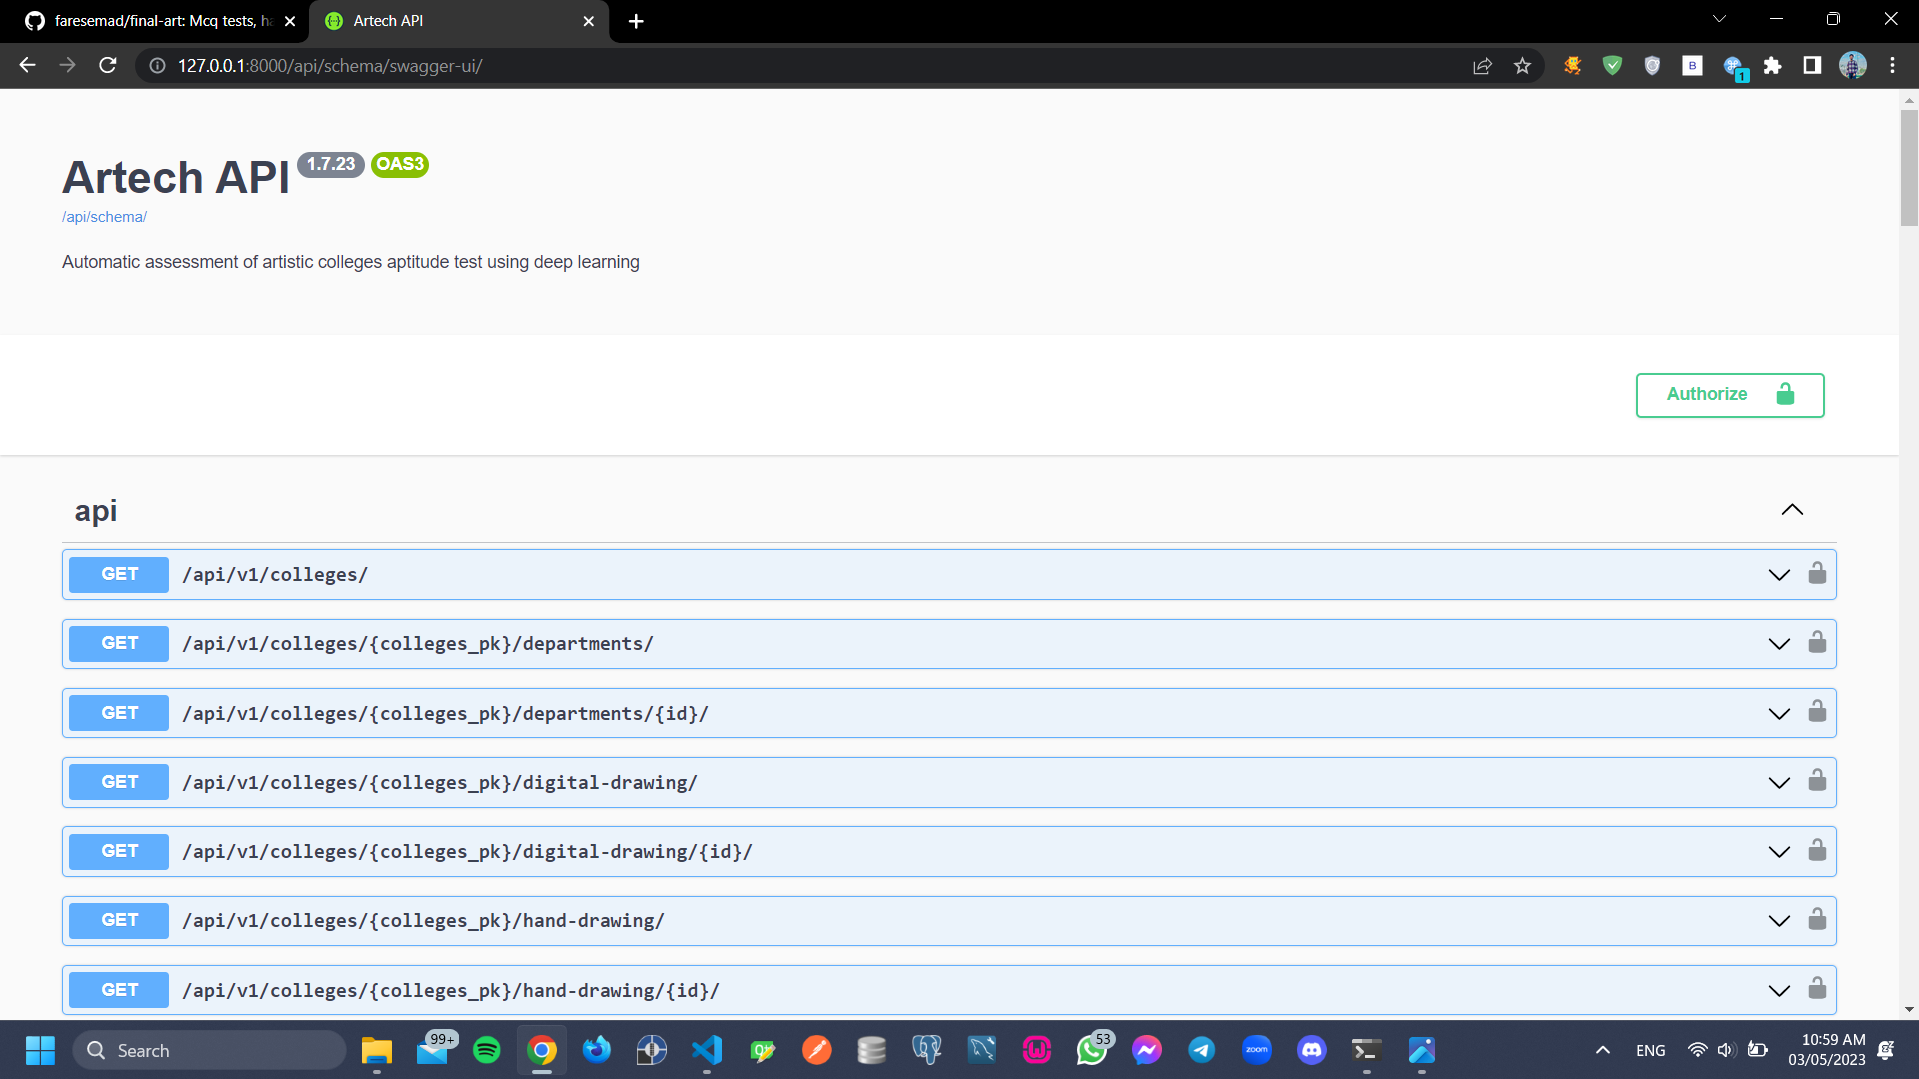 faresemad/final-art: Mcq tests, ha
Artech API
127.0.0.1:8000/api/schema/swagger-ui/
B
1
Artech API 1.7.23 OAS3
/api/schema/
Automatic assessment of artistic colleges aptitude test using deep learning
Authorize
api
GET /api/v1/colleges/
GET /api/v1/colleges/{colleges_pk}/departments/
GET /api/v1/colleges/{colleges_pk}/departments/{id}/
GET /api/v1/colleges/{colleges_pk}/digital-drawing/
GET /api/v1/colleges/{colleges_pk}/digital-drawing/{id}/
GET /api/v1/colleges/{colleges_pk}/hand-drawing/
GET /api/v1/colleges/{colleges_pk}/hand-drawing/{id}/
Search
99+
53
zoom
ENG
10:59 AM
03/05/2023